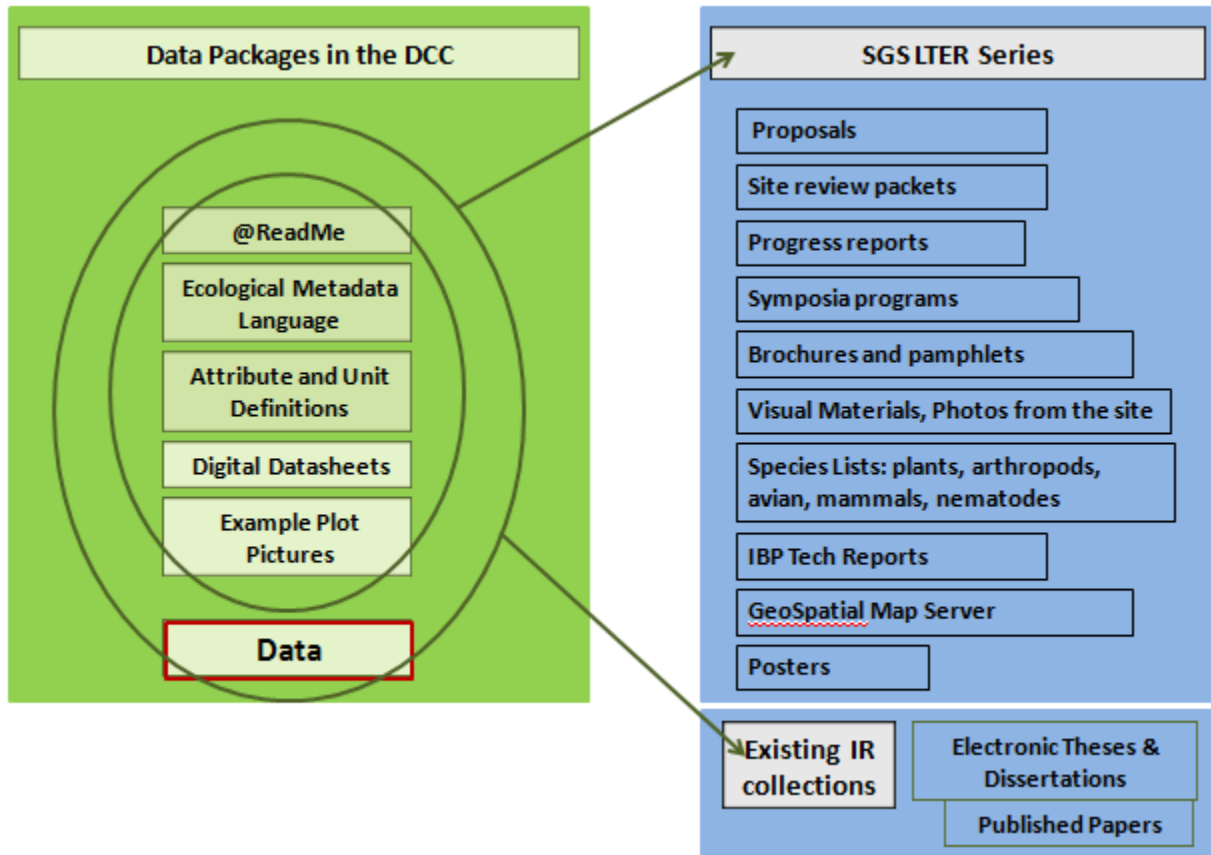 Data Packages in the DCC
@ReadMe
Ecological Metadata
Language
Attribute and Unit
Definitions
Digital Datasheets
Example Plot
Pictures
Data
SGS LTER Series
Proposals
Site review packets
Progress reports
Symposia programs
Brochures and pamphlets
Visual Materials, Photos from the site
Species Lists: plants, arthropods,
avian, mammals, nematodes
IBP Tech Reports
GeoSpatial Map Server
Posters
Existing IR
collections
Electronic Theses &
Dissertations
Published Papers